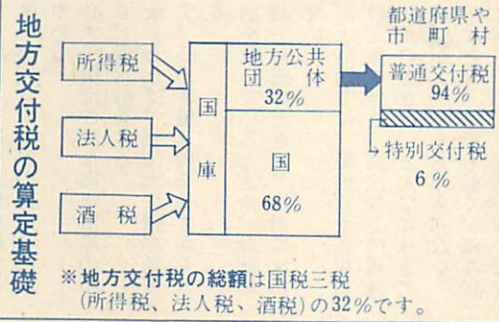 地方交付税の算定基礎
所得税
法人税
酒税
国庫
地方公共
団体
32%
国
68%
都道府県や
市町村
普通交付税
94%
特別交付税
6%
※地方交付税の総額は国税三税
(所得税、法人税、酒税)の32%です。